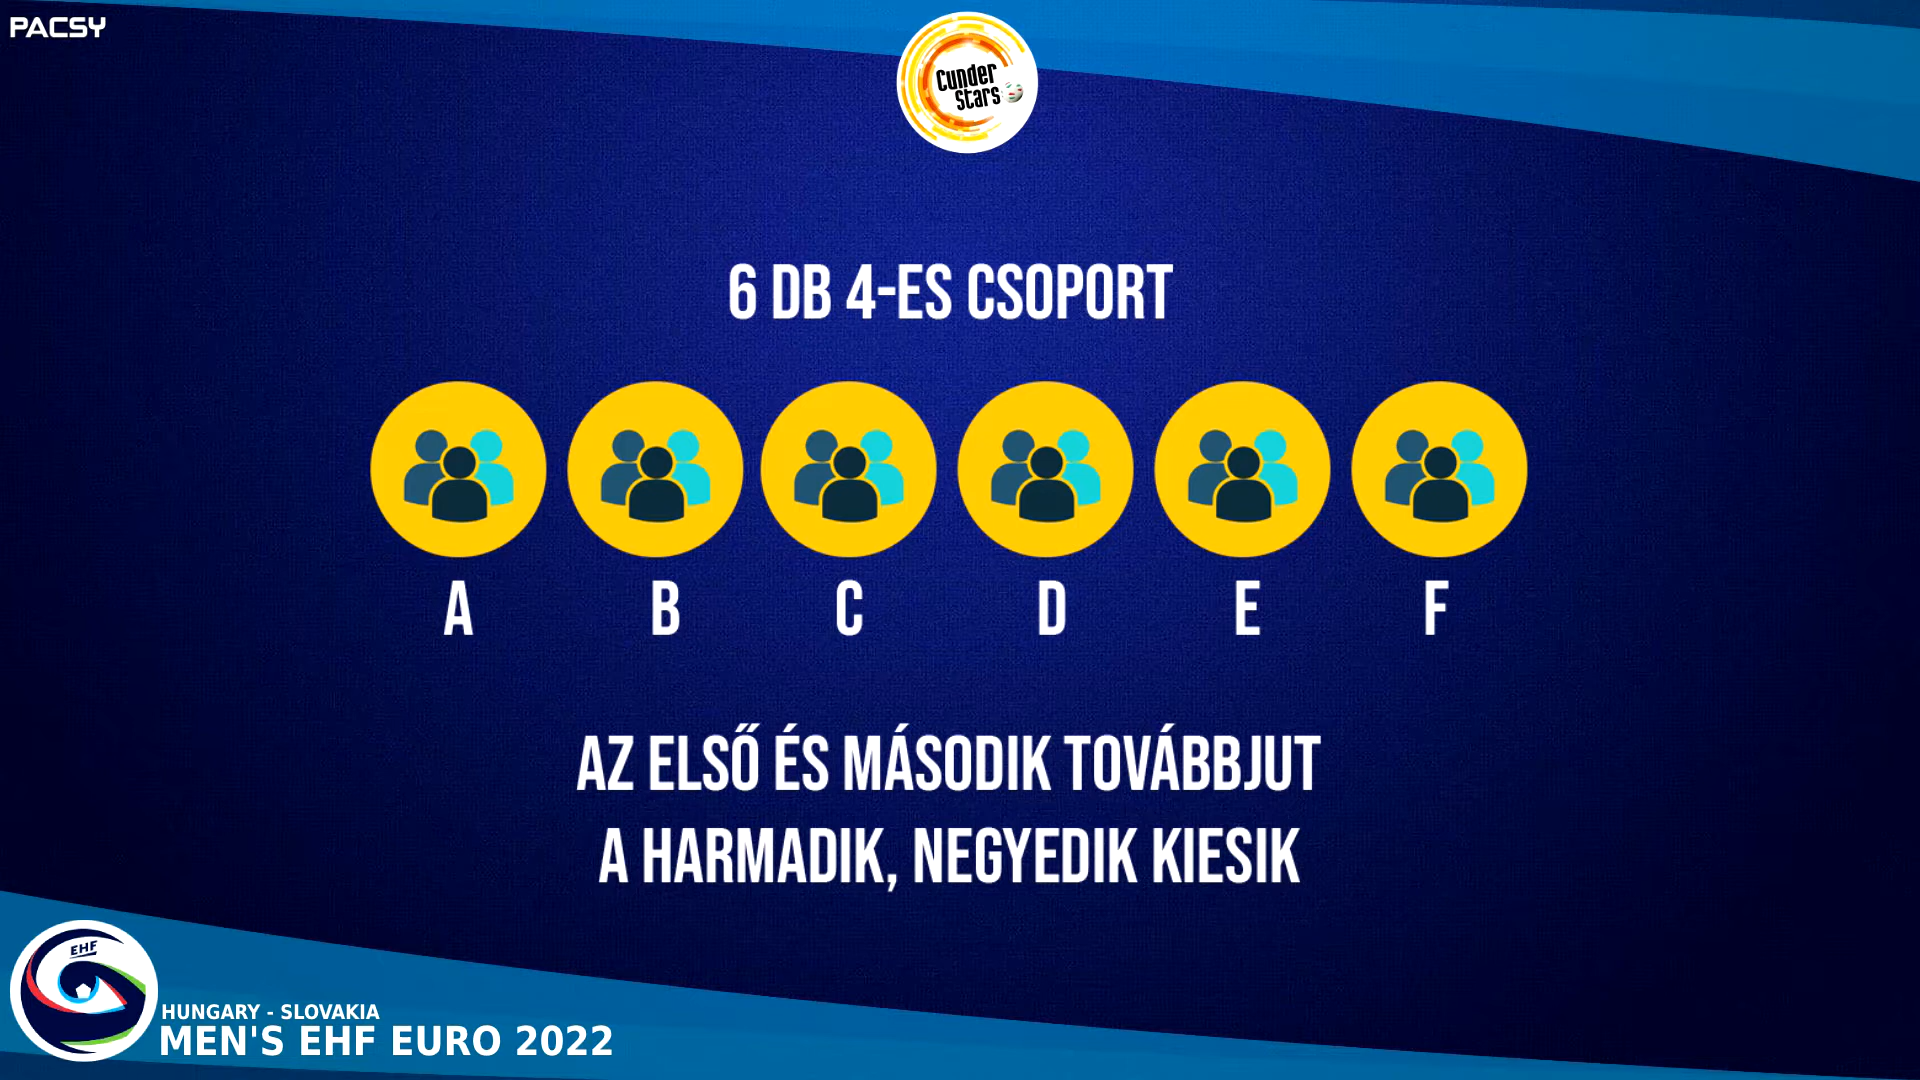 PACSY
Cunder
stars
6 DB 4-ES CSOPORT
A B C D E F
AZ ELSŐ ÉS MÁSODIK TOVÁBBJUT
A HARMADIK, NEGYEDIK KIESIK
EHF
HUNGARY - SLOVAKIA
MEN'S EHF EURO 2022